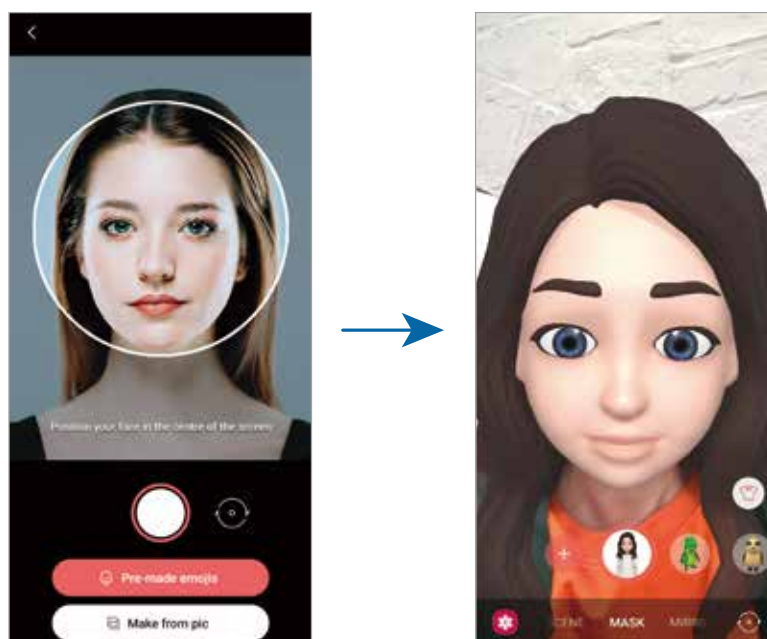 Position your face in the centre of the screen
Pre-made emojis
Make from pic
MASK